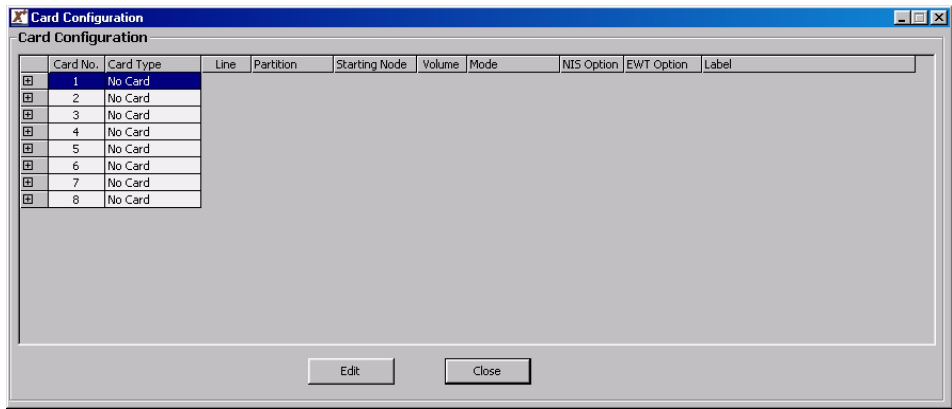 Card Configuration
Card Configuration
Card No. Card Type Line Partition Starting Node Volume Mode NIS Option EWT Option Label
1 No Card
2 No Card
3 No Card
4 No Card
5 No Card
6 No Card
7 No Card
8 No Card
Edit Close